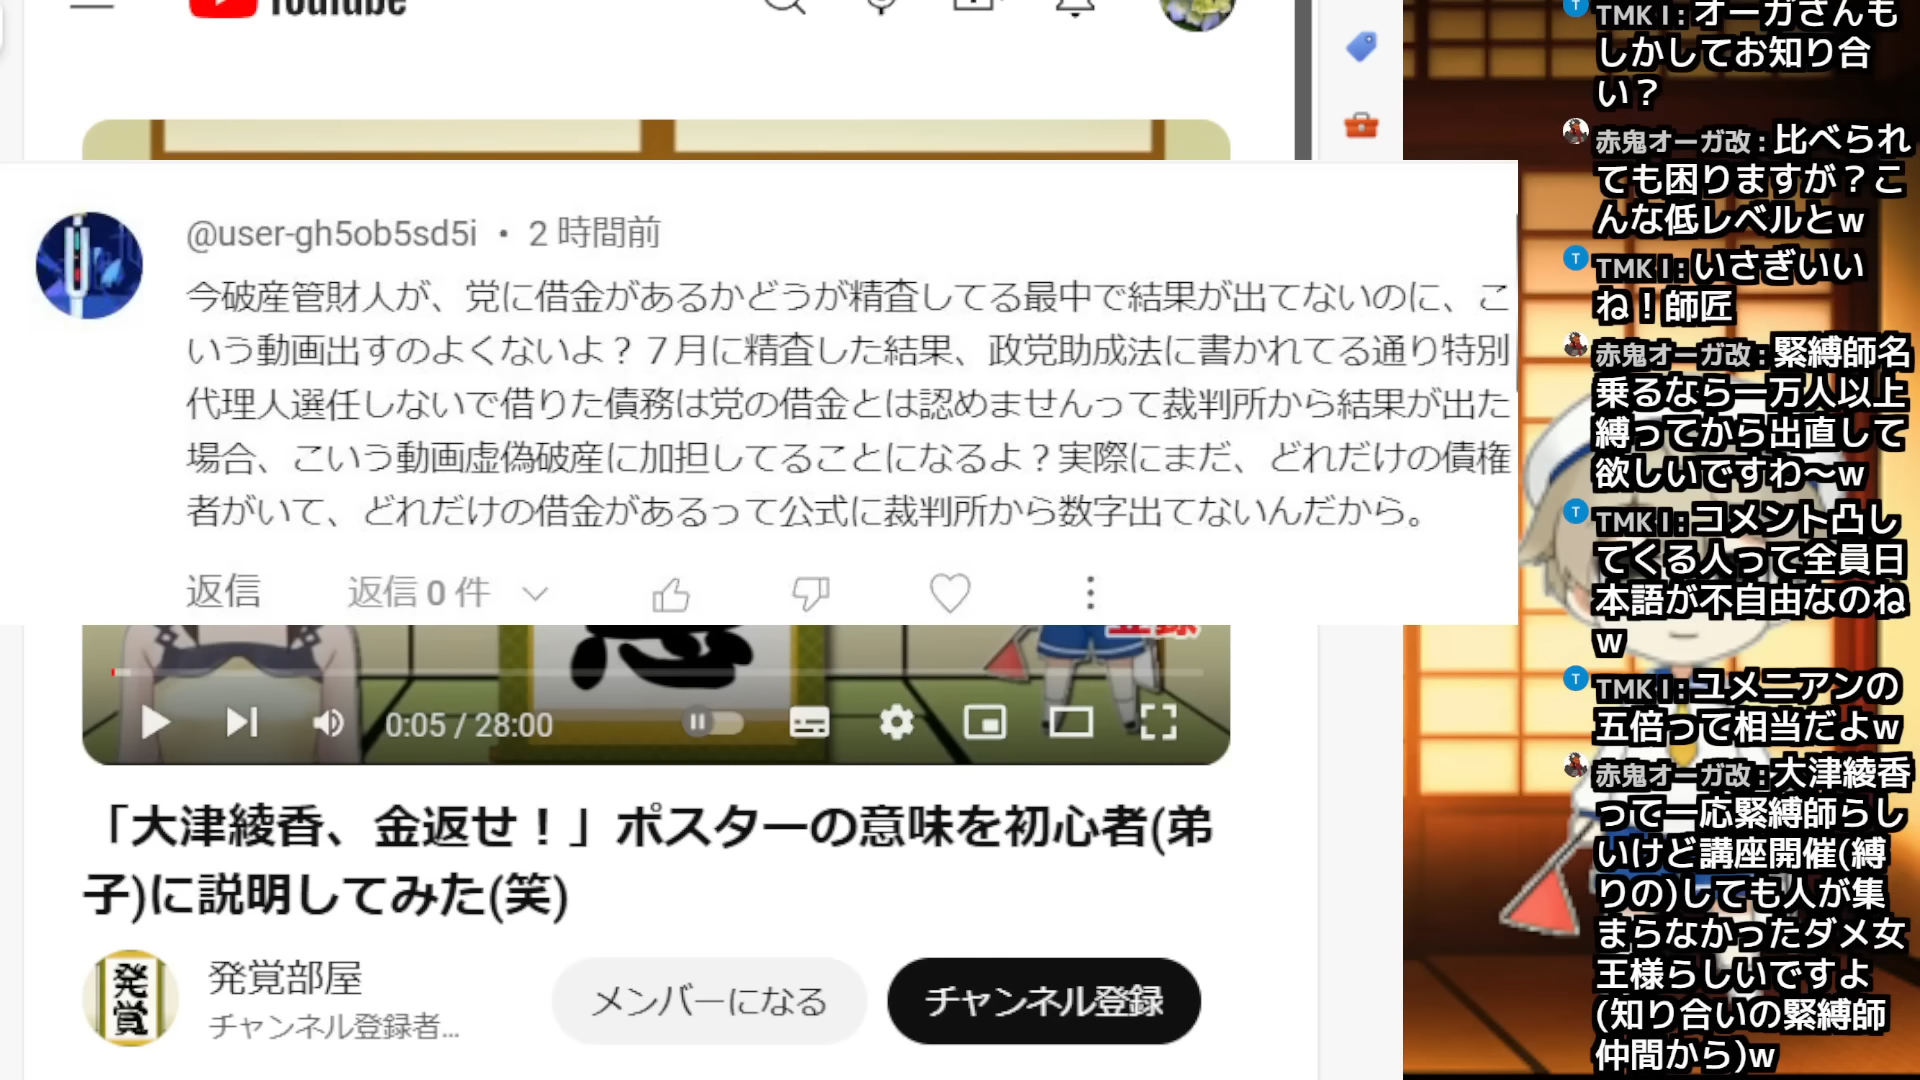 YouTube
@user-gh5ob5sd5i • 2 時間前
今破産管財人が、党に借金があるかどうが精査してる最中で結果が出てないのに、こ
いう動画出すのよくないよ？７月に精査した結果、政党助成法に書かれてる通り特別
代理人選任しないで借りた債務は党の借金とは認めませんって裁判所から結果が出た
場合、こいう動画虚偽破産に加担してることになるよ？実際にまだ、どれだけの債権
者がいて、どれだけの借金があるって公式に裁判所から数字出てないんだから。
返信 返信 0 件
0:05 / 28:00
「大津綾香、金返せ！」ポスターの意味を初心者(弟
子)に説明してみた(笑)
発覚
発覚部屋
チャンネル登録者...
メンバーになる
チャンネル登録
TMK I : オーガさんも
しかしてお知り合
い？
赤鬼オーガ改 : 比べられ
ても困りますが？こ
んな低レベルとw
TMK I : いさぎいい
ね！師匠
赤鬼オーガ改 : 緊縛師名
乗るなら一万人以上
縛ってから出直して
欲しいですわ～w
TMK I : コメント凸し
てくる人って全員日
本語が不自由なのね
w
TMK I : ユメニアンの
五倍って相当だよw
赤鬼オーガ改 : 大津綾香
って一応緊縛師らし
いけど講座開催(縛
りの)しても人が集
まらなかったダメ女
王様らしいですよ
(知り合いの緊縛師
仲間から)w